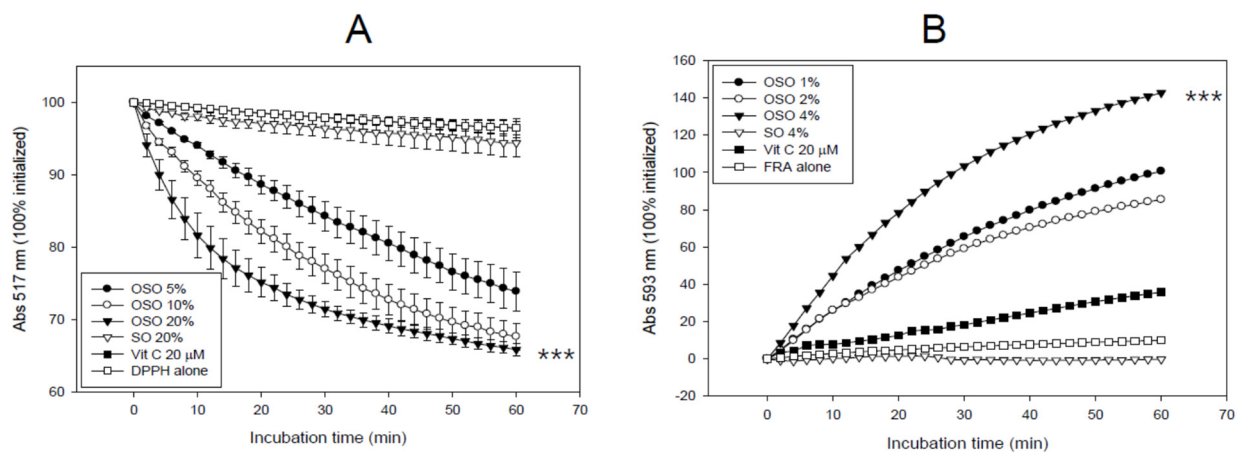 A
Abs 517 nm (100% initialized)
100
90
80
70
60
OSO 5%
OSO 10%
OSO 20%
SO 20%
Vit C 20 μM
DPPH alone
***
0 10 20 30 40 50 60 70
Incubation time (min)
B
Abs 593 nm (100% initialized)
160
140
120
100
80
60
40
20
0
-20
OSO 1%
OSO 2%
OSO 4%
SO 4%
Vit C 20 μM
FRA alone
***
0 10 20 30 40 50 60 70
Incubation time (min)